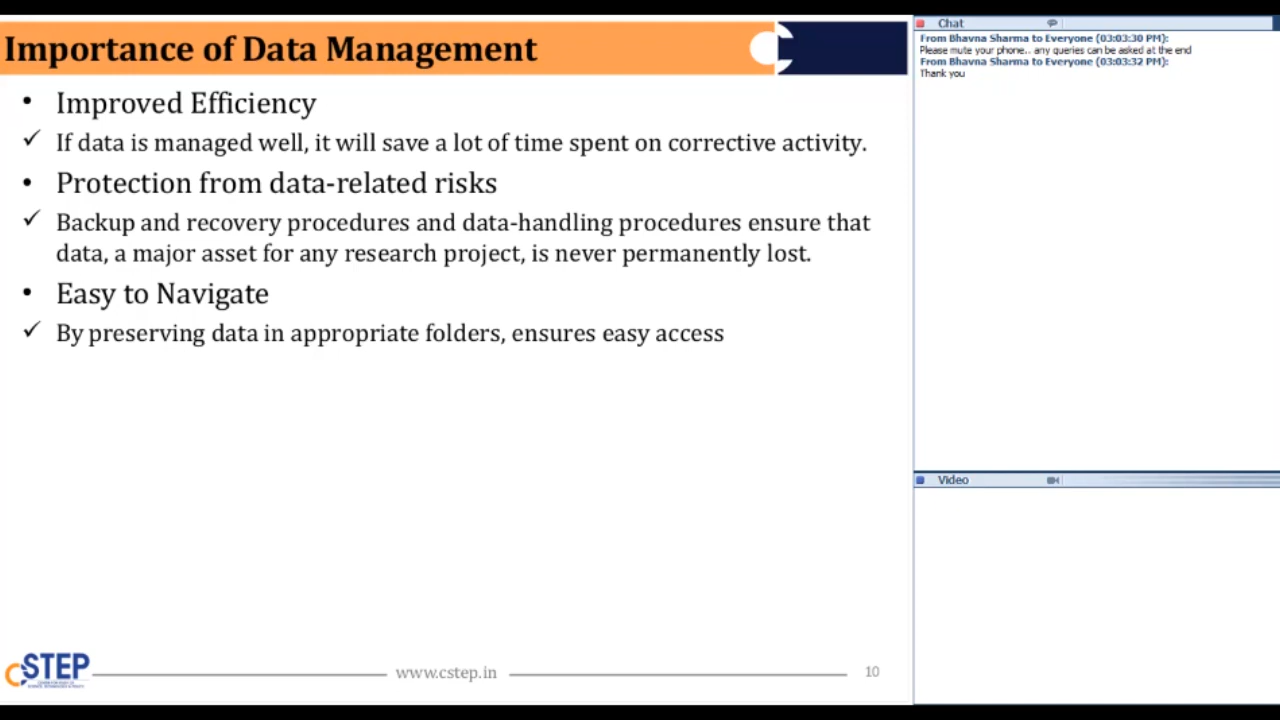 Importance of Data Management
• Improved Efficiency
✓ If data is managed well, it will save a lot of time spent on corrective activity.
• Protection from data-related risks
✓ Backup and recovery procedures and data-handling procedures ensure that
data, a major asset for any research project, is never permanently lost.
• Easy to Navigate
✓ By preserving data in appropriate folders, ensures easy access
CSTEP
www.cstep.in
10
Chat
From Bhavna Sharma to Everyone (03:03:30 PM):
Please mute your phone.. any queries can be asked at the end
From Bhavna Sharma to Everyone (03:03:32 PM):
Thank you
Video